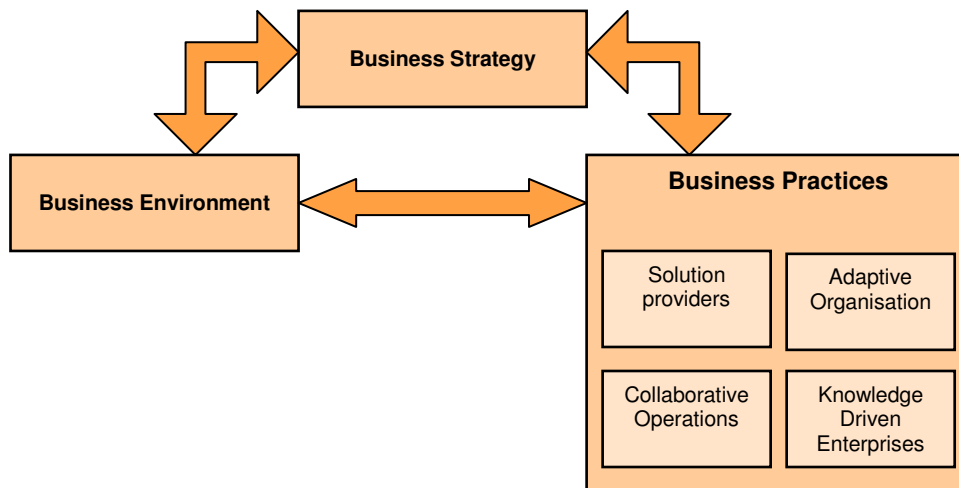 Business Strategy
Business Environment
Business Practices
Solution
providers
Adaptive
Organisation
Collaborative
Operations
Knowledge
Driven
Enterprises